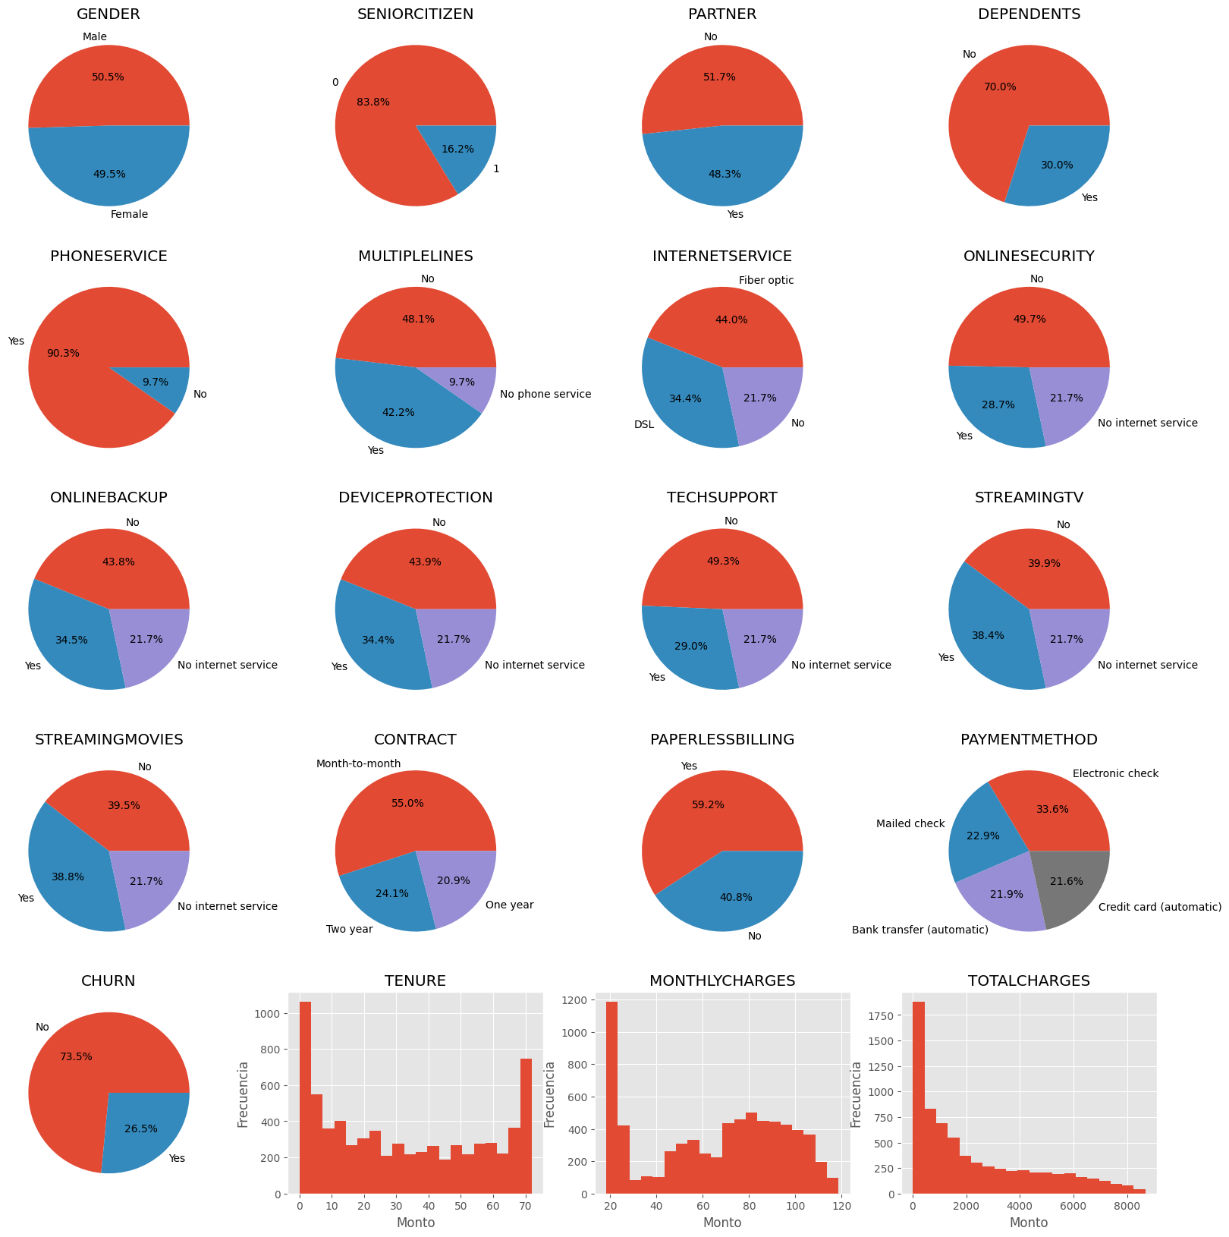 GENDER
Male
50.5%
49.5%
Female
SENIORCITIZEN
0
83.8%
16.2%
1
PARTNER
No
51.7%
48.3%
Yes
DEPENDENTS
No
70.0%
30.0%
Yes
PHONESERVICE
Yes
90.3%
9.7%
No
MULTIPLELINES
No
48.1%
9.7%
No phone service
42.2%
Yes
INTERNETSERVICE
Fiber optic
44.0%
34.4%
21.7%
DSL
No
ONLINESECURITY
No
49.7%
28.7%
21.7%
No internet service
Yes
ONLINEBACKUP
No
43.8%
34.5%
21.7%
Yes
No internet service
DEVICEPROTECTION
No
43.9%
34.4%
21.7%
Yes
No internet service
TECHSUPPORT
No
49.3%
29.0%
21.7%
No internet service
Yes
STREAMINGTV
No
39.9%
38.4%
21.7%
Yes
No internet service
STREAMINGMOVIES
No
39.5%
38.8%
21.7%
Yes
No internet service
CONTRACT
Month-to-month
55.0%
24.1%
20.9%
One year
Two year
PAPERLESSBILLING
Yes
59.2%
40.8%
No
PAYMENTMETHOD
Electronic check
33.6%
Mailed check
22.9%
21.9%
21.6%
Credit card (automatic)
Bank transfer (automatic)
CHURN
No
73.5%
26.5%
Yes
TENURE
1000
800
600
400
200
0
Frecuencia
0 10 20 30 40 50 60 70
Monto
MONTHLYCHARGES
1200
1000
800
600
400
200
0
Frecuencia
20 40 60 80 100 120
Monto
TOTALCHARGES
1750
1500
1250
1000
750
500
250
0
Frecuencia
0 2000 4000 6000 8000
Monto